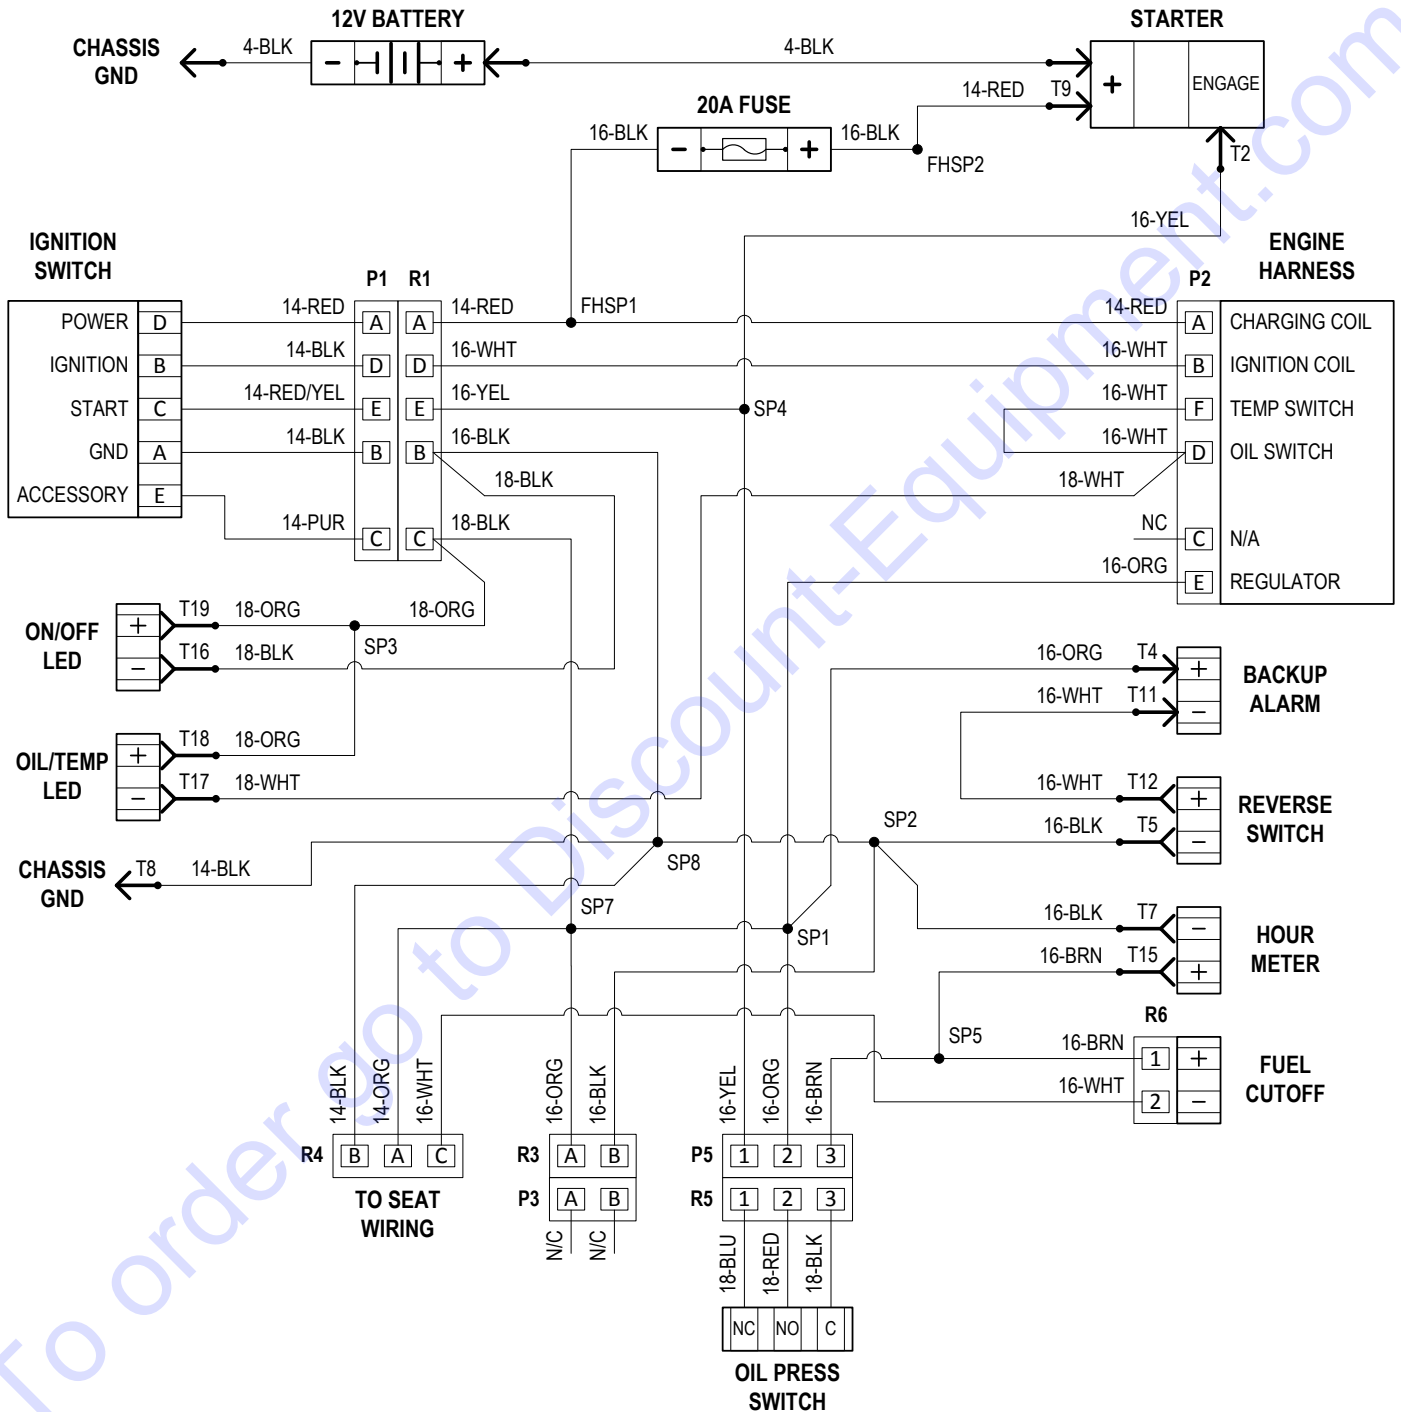 12V BATTERY
STARTER
CHASSIS
GND
4-BLK
4-BLK
ENGAGE
14-RED
T9
20A FUSE
16-BLK
16-BLK
FHSP2
T2
16-YEL
IGNITION
SWITCH
P1
R1
P2
ENGINE
HARNESS
POWER
D
14-RED
A
A
14-RED
FHSP1
14-RED
A
CHARGING COIL
IGNITION
B
14-BLK
D
D
16-WHT
16-WHT
B
IGNITION COIL
START
C
14-RED/YEL
E
E
16-YEL
SP4
16-WHT
F
TEMP SWITCH
GND
A
14-BLK
B
B
16-BLK
16-WHT
D
OIL SWITCH
18-BLK
18-WHT
ACCESSORY
E
14-PUR
C
C
18-BLK
NC
C
N/A
16-ORG
E
REGULATOR
ON/OFF
LED
+
T19
18-ORG
18-ORG
SP3
−
T16
18-BLK
16-ORG
T4
+
16-WHT
T11
−
BACKUP
ALARM
OIL/TEMP
LED
+
T18
18-ORG
−
T17
18-WHT
16-WHT
T12
+
16-BLK
T5
−
REVERSE
SWITCH
SP2
SP8
CHASSIS
GND
T8
14-BLK
SP7
SP1
16-BLK
T7
−
16-BRN
T15
+
HOUR
METER
R6
SP5
16-BRN
1
+
16-WHT
2
−
FUEL
CUTOFF
14-BLK
14-ORG
16-WHT
16-ORG
16-BLK
16-YEL
16-ORG
16-BRN
R4
B
A
C
R3
A
B
P5
1
2
3
TO SEAT
WIRING
P3
A
B
R5
1
2
3
N/C
N/C
18-BLU
18-RED
18-BLK
NC
NO
C
OIL PRESS
SWITCH
To order go to Discount-Equipment.com